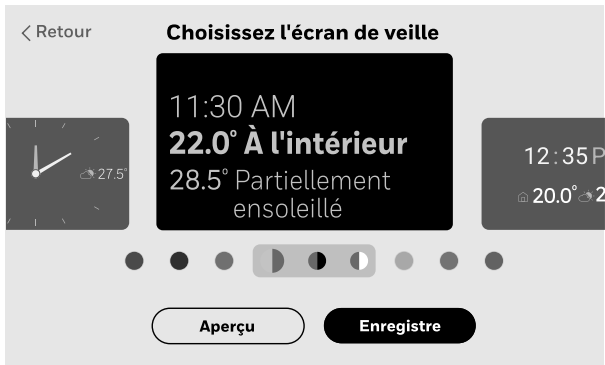 Retour
Choisissez l'écran de veille
11:30 AM
22.0° À l'intérieur
28.5° Partiellement
ensoleillé
27.5°
12:35 P
20.0° 2
Aperçu
Enregistre